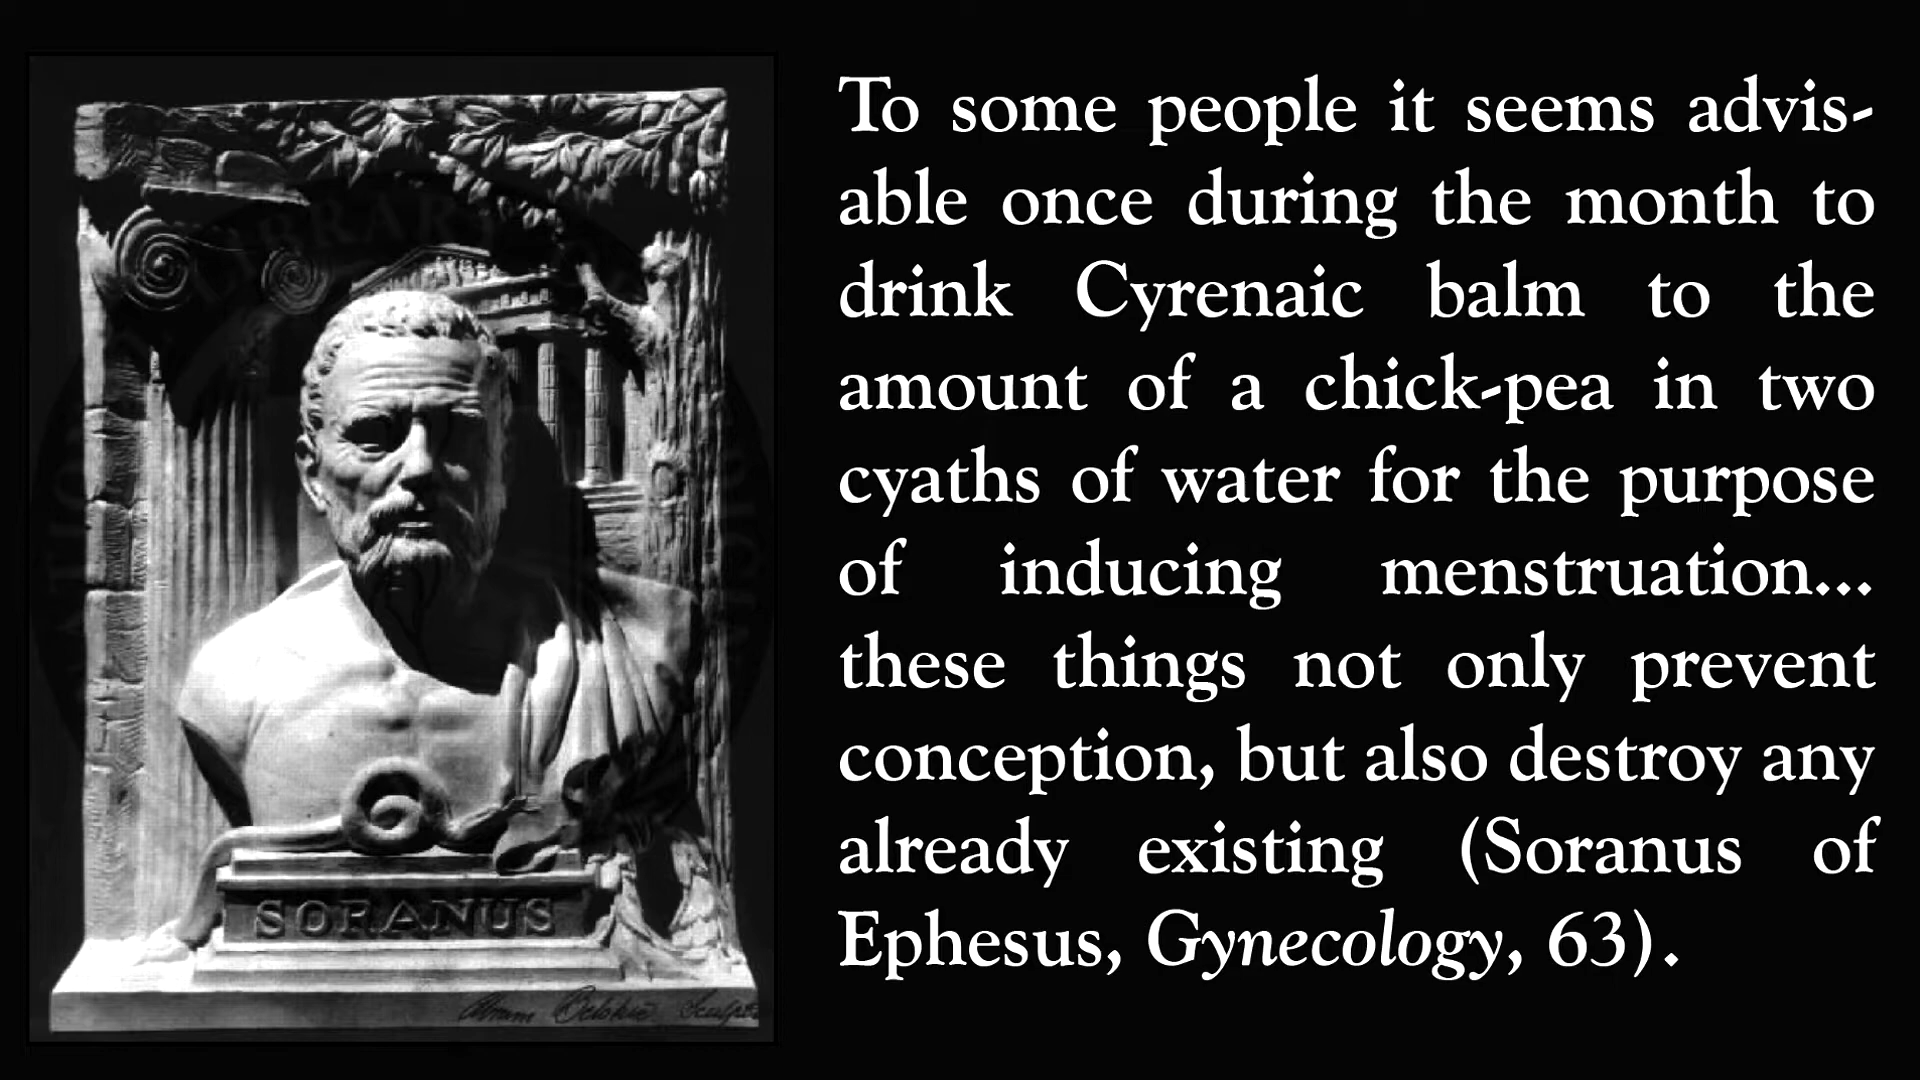 To some people it seems advis-
able once during the month to
drink Cyrenaic balm to the
amount of a chick-pea in two
cyaths of water for the purpose
of inducing menstruation...
these things not only prevent
conception, but also destroy any
already existing (Soranus of
Ephesus, Gynecology, 63).
SORANUS